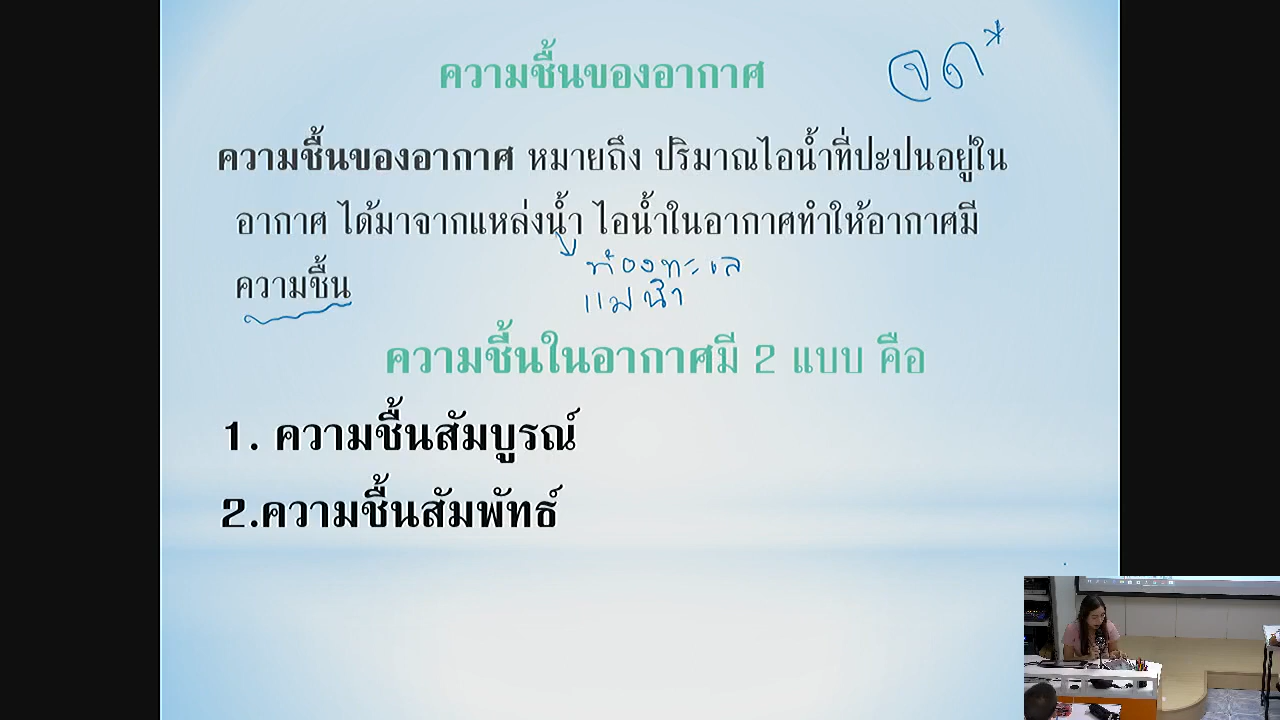 ความชื้นของอากาศ
จด*
ความชื้นของอากาศ หมายถึง ปริมาณไอน้ำที่ปะปนอยู่ใน
อากาศ ได้มาจากแหล่งน้ำ ไอน้ำในอากาศทำให้อากาศมี
ความชื้น
ท้องทะเล
แม่น้ำ
ความชื้นในอากาศมี 2 แบบ คือ
1. ความชื้นสัมบูรณ์
2.ความชื้นสัมพัทธ์